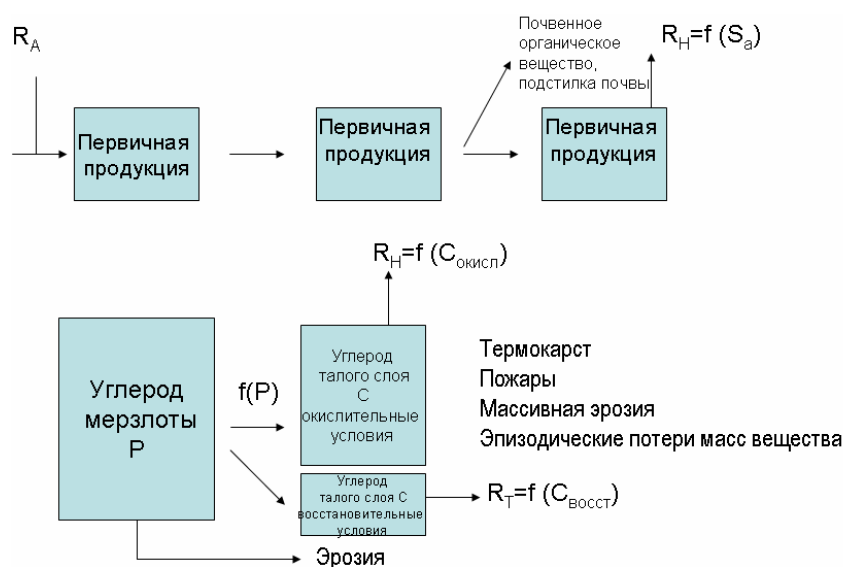 R_A
Почвенное
органическое
вещество,
подстилка почвы
R_H=f (S_a)
Первичная
продукция
Первичная
продукция
Первичная
продукция
R_H=f (C_окисл)
Углерод
мерзлоты
Р
f(P)
Углерод
талого слоя
С
окислительные
условия
Термокарст
Пожары
Массивная эрозия
Эпизодические потери масс вещества
Углерод
талого слоя С
восстановительные
условия
R_T=f (C_восст)
Эрозия